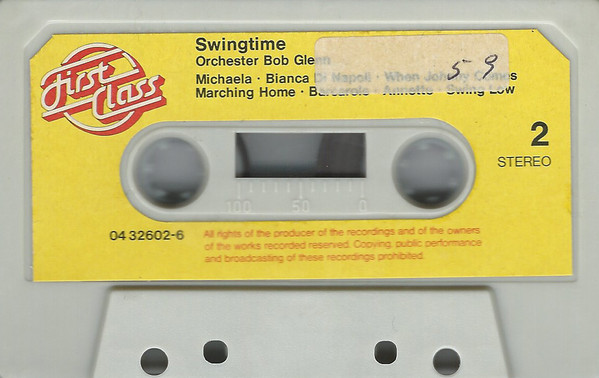 First
Class
Swingtime
Orchester Bob Glenn
Michaela · Bianca Di Napoli · When Johnny Comes
Marching Home · Barcarole · Annette · Swing Low
5 9
2
STEREO
100 50 0
04 32602-6
All rights of the producer of the recordings and of the owners
of the works recorded reserved. Copying, public performance
and broadcasting of these recordings prohibited.